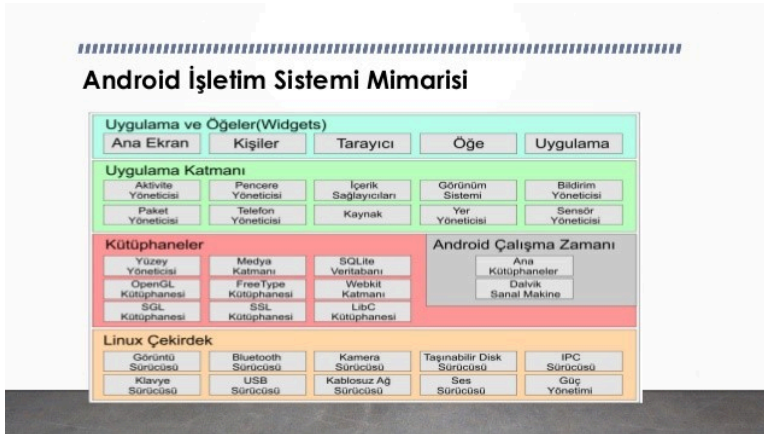 Android İşletim Sistemi Mimarisi
Uygulama ve Öğeler(Widgets)
Ana Ekran
Kişiler
Tarayıcı
Öğe
Uygulama
Uygulama Katmanı
Aktivite
Yöneticisi
Pencere
Yöneticisi
İçerik
Sağlayıcıları
Görünüm
Sistemi
Bildirim
Yöneticisi
Paket
Yöneticisi
Telefon
Yöneticisi
Kaynak
Yer
Yöneticisi
Sensör
Yöneticisi
Kütüphaneler
Yüzey
Yöneticisi
Medya
Katmanı
SQLite
Veritabanı
OpenGL
Kütüphanesi
FreeType
Kütüphanesi
Webkit
Katmanı
SGL
Kütüphanesi
SSL
Kütüphanesi
LibC
Kütüphanesi
Android Çalışma Zamanı
Ana
Kütüphaneler
Dalvik
Sanal Makine
Linux Çekirdek
Görüntü
Sürücüsü
Bluetooth
Sürücüsü
Kamera
Sürücüsü
Taşınabilir Disk
Sürücüsü
IPC
Sürücüsü
Klavye
Sürücüsü
USB
Sürücüsü
Kablosuz Ağ
Sürücüsü
Ses
Sürücüsü
Güç
Yönetimi